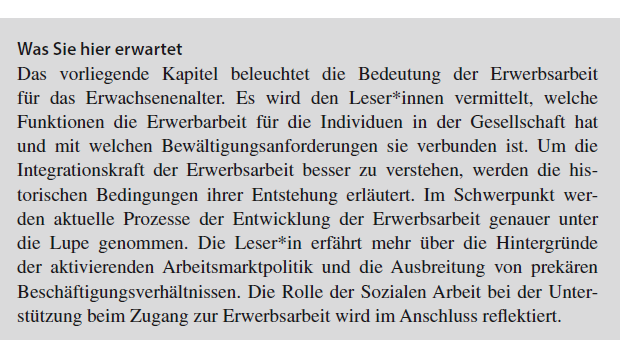 Was Sie hier erwartet
Das vorliegende Kapitel beleuchtet die Bedeutung der Erwerbsarbeit
für das Erwachsenenalter. Es wird den Leser*innen vermittelt, welche
Funktionen die Erwerbarbeit für die Individuen in der Gesellschaft hat
und mit welchen Bewältigungsanforderungen sie verbunden ist. Um die
Integrationskraft der Erwerbsarbeit besser zu verstehen, werden die his-
torischen Bedingungen ihrer Entstehung erläutert. Im Schwerpunkt wer-
den aktuelle Prozesse der Entwicklung der Erwerbsarbeit genauer unter
die Lupe genommen. Die Leser*in erfährt mehr über die Hintergründe
der aktivierenden Arbeitsmarktpolitik und die Ausbreitung von prekären
Beschäftigungsverhältnissen. Die Rolle der Sozialen Arbeit bei der Unter-
stützung beim Zugang zur Erwerbsarbeit wird im Anschluss reflektiert.